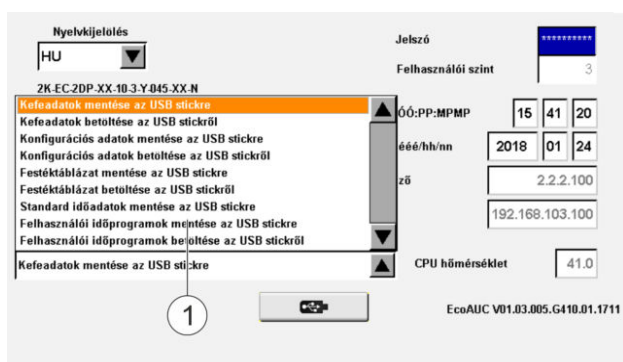 Nyelvkijelölés
HU
2K-EC-2DP-XX-10-3-Y-045-XX-N
Kefeadatok mentése az USB stickre
Kefeadatok betöltése az USB stickről
Konfigurációs adatok mentése az USB stickre
Konfigurációs adatok betöltése az USB stickről
Festéktáblázat mentése az USB stickre
Festéktáblázat betöltése az USB stickről
Standard időadatok mentése az USB stickre
Felhasználói időprogramok mentése az USB stickre
Felhasználói időprogramok betöltése az USB stickről
Kefeadatok mentése az USB stickre
1
Jelszó **********
Felhasználói szint 3
ÓÓ:PP:MPMP 15 41 20
ééé/hh/nn 2018 01 24
ző 2.2.2.100
192.168.103.100
CPU hőmérséklet 41.0
EcoAUC V01.03.005.G410.01.1711